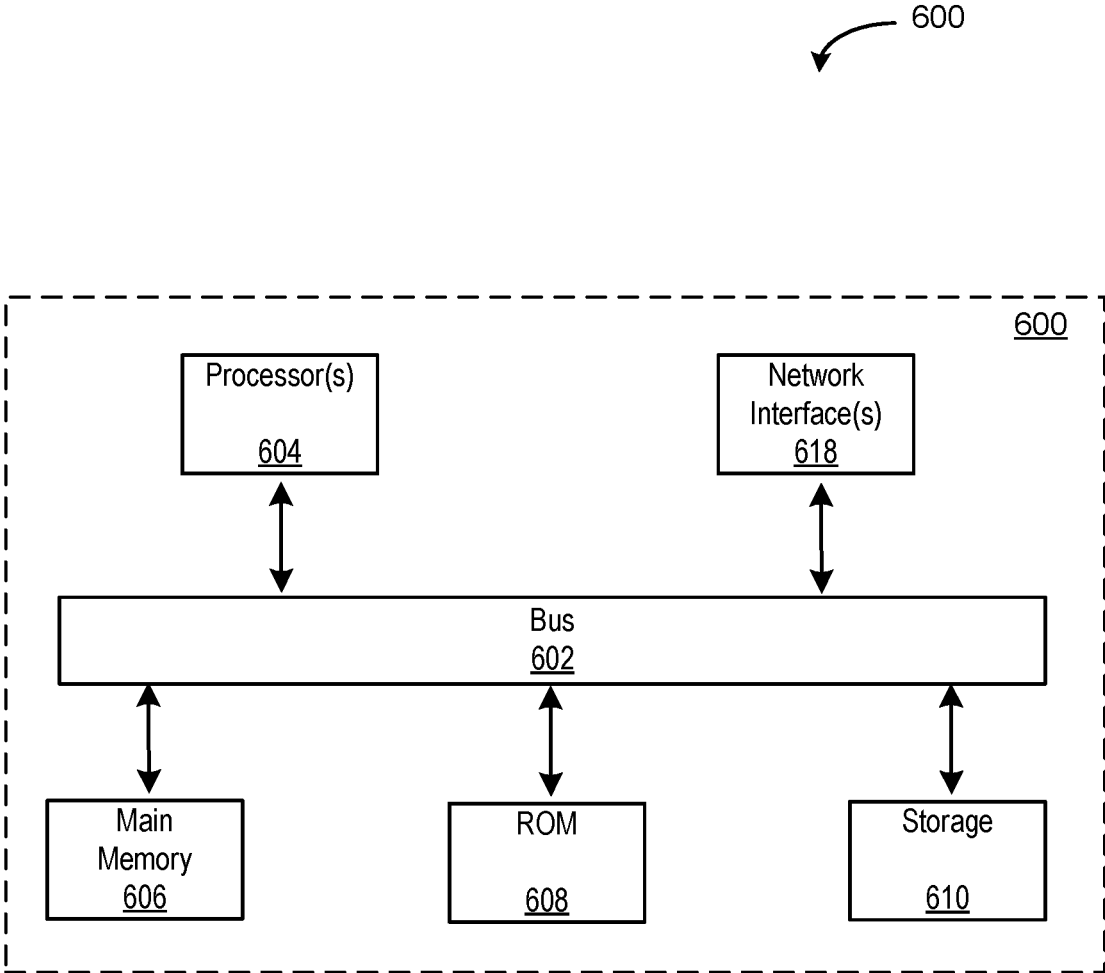 600
600
Processor(s)
604
Network
Interface(s)
618
Bus
602
Main
Memory
606
ROM
608
Storage
610